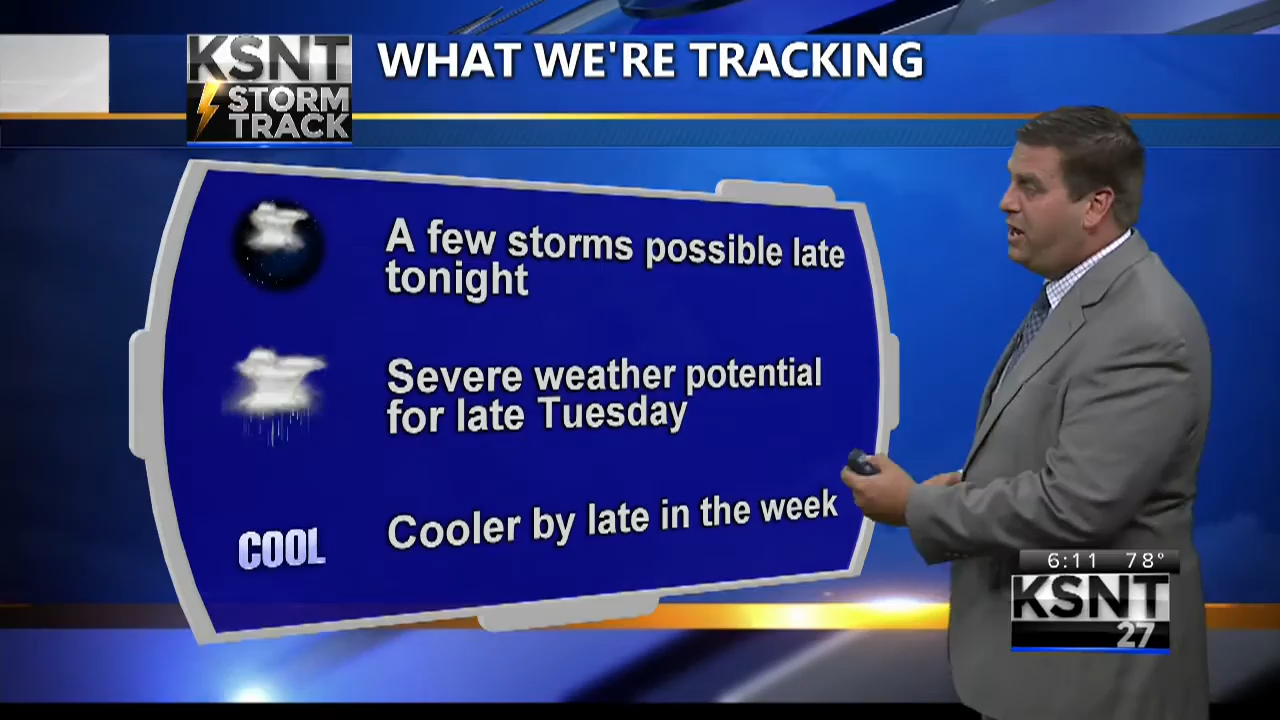 KSNT
STORM
TRACK
WHAT WE'RE TRACKING
A few storms possible late
tonight
Severe weather potential
for late Tuesday
COOL
Cooler by late in the week
6:11 78°
KSNT
27